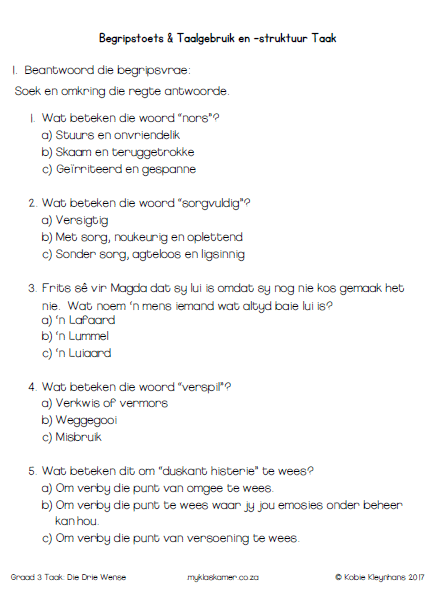 Begripstoets & Taalgebruik en -struktuur Taak
1. Beantwoord die begripsvrae:
Soek en omkring die regte antwoorde.
1. Wat beteken die woord "nors"?
a) Stuurs en onvriendelik
b) Skaam en teruggetrokke
c) Geïrriteerd en gespanne
2. Wat beteken die woord "sorgvuldig"?
a) Versigtig
b) Met sorg, noukeurig en oplettend
c) Sonder sorg, agteloos en ligsinnig
3. Frits sê vir Magda dat sy lui is omdat sy nog nie kos gemaak het
nie. Wat noem 'n mens iemand wat altyd baie lui is?
a) 'n Lafaard
b) 'n Lummel
c) 'n Luiaard
4. Wat beteken die woord "verspil"?
a) Verkwis of vermors
b) Weggegooi
c) Misbruik
5. Wat beteken dit om "duskant histerie" te wees?
a) Om verby die punt van omgee te wees.
b) Om verby die punt te wees waar jy jou emosies onder beheer
kan hou.
c) Om verby die punt van versoening te wees.
Graad 3 Taak: Die Drie Wense myklaskamer.co.za © Kobie Kleynhans 2017